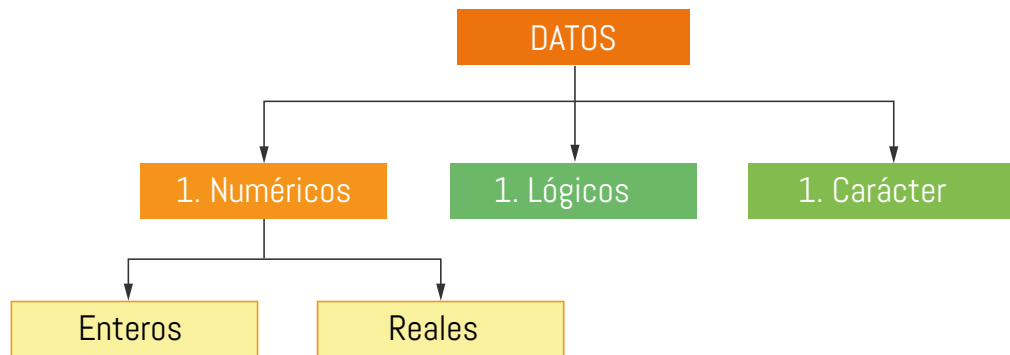 DATOS
1. Numéricos
1. Lógicos
1. Carácter
Enteros
Reales